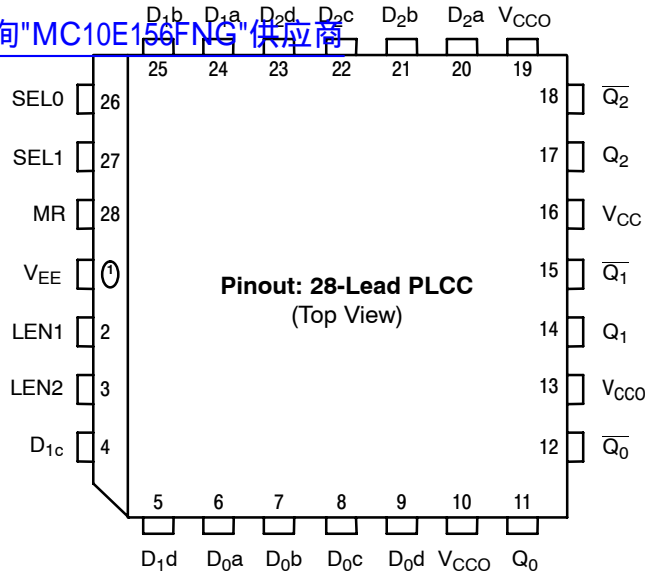 D₁b D₁a D₂d D₂c D₂b D₂a VCCO
询"MC10E156FNG"供应商
25 24 23 22 21 20 19
SEL0 26 18 Q̅₂
SEL1 27 17 Q₂
MR 28 16 VCC
VEE 1 15 Q̅₁
Pinout: 28-Lead PLCC
(Top View)
LEN1 2 14 Q₁
LEN2 3 13 VCCO
D₁c 4 12 Q̅₀
5 6 7 8 9 10 11
D₁d D₀a D₀b D₀c D₀d VCCO Q₀